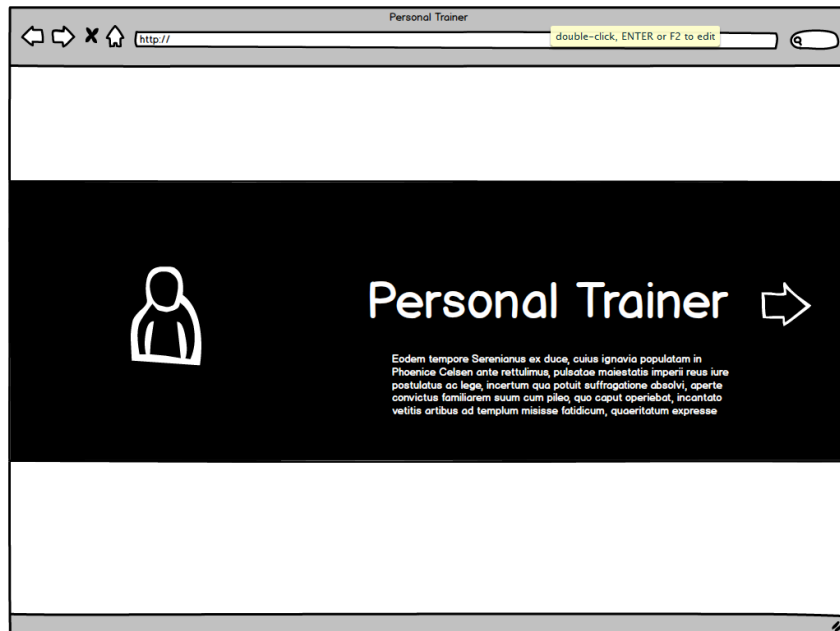 Personal Trainer
http://
double-click, ENTER or F2 to edit
Personal Trainer
Eodem tempore Serenianus ex duce, cuius ignavia populatam in
Phoenice Celsen ante rettulimus, pulsatae maiestatis imperii reus iure
postulatus ac lege, incertum qua potuit suffragatione absolvi, aperte
convictus familiarem suum cum pileo, quo caput operiebat, incantato
vetitis artibus ad templum misisse fatidicum, quaeritatum expresse